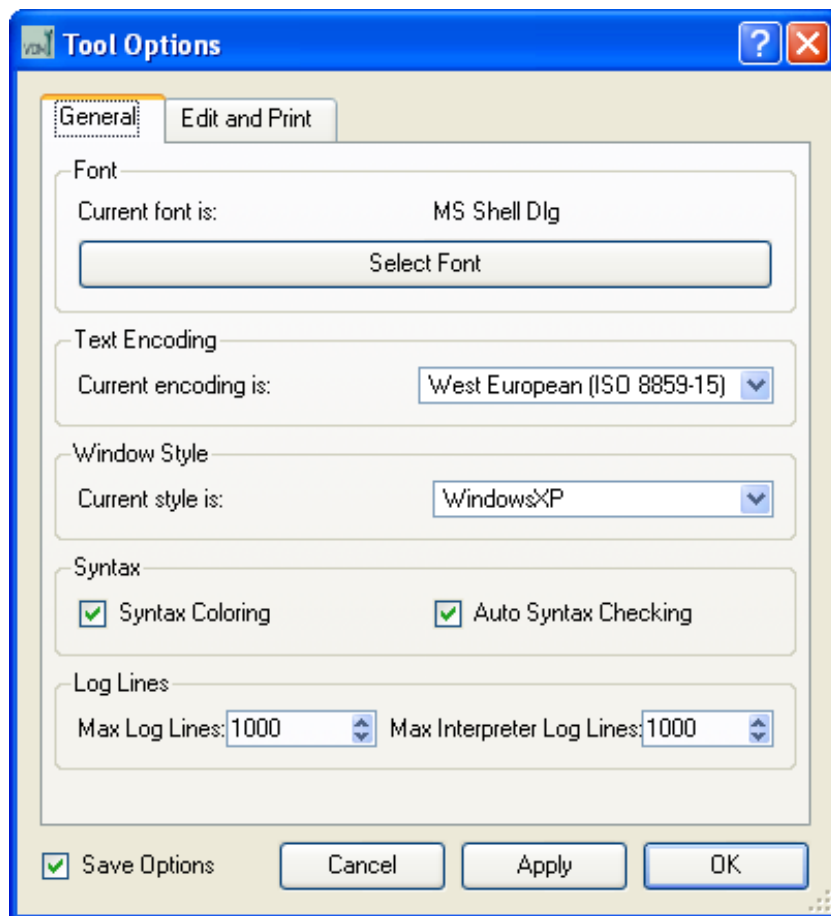 Tool Options
General Edit and Print
Font
Current font is: MS Shell Dlg
Select Font
Text Encoding
Current encoding is: West European (ISO 8859-15)
Window Style
Current style is: WindowsXP
Syntax
Syntax Coloring Auto Syntax Checking
Log Lines
Max Log Lines: 1000 Max Interpreter Log Lines: 1000
Save Options Cancel Apply OK